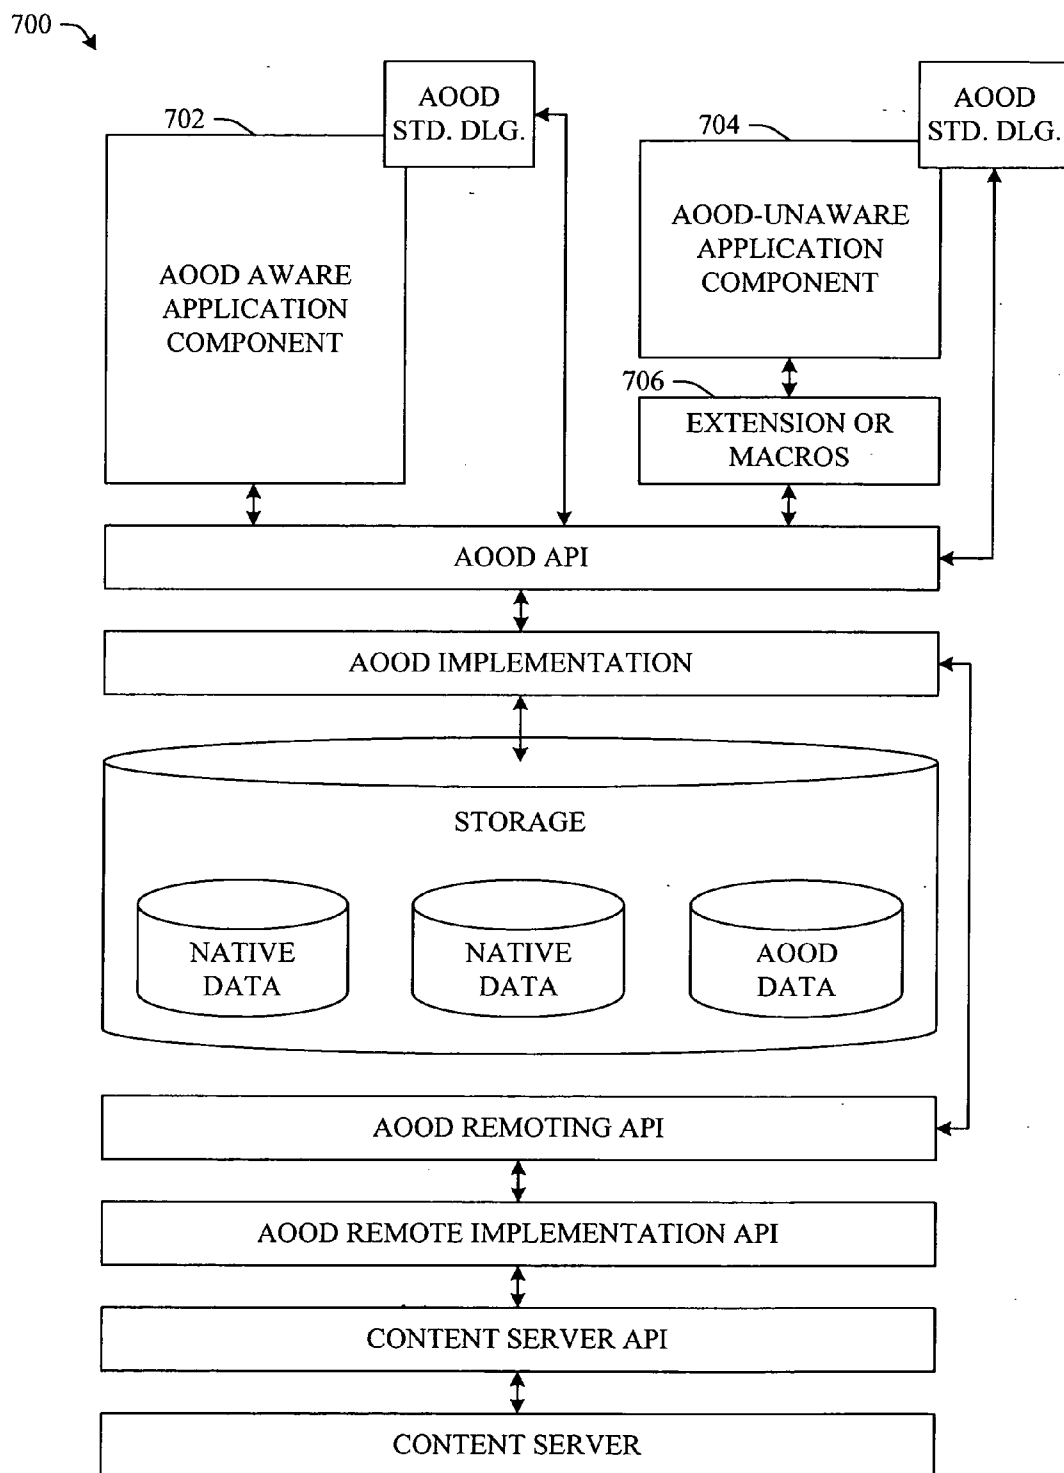 700
AOOD
STD. DLG.
AOOD
STD. DLG.
702
704
AOOD AWARE
APPLICATION
COMPONENT
AOOD-UNAWARE
APPLICATION
COMPONENT
706
EXTENSION OR
MACROS
AOOD API
AOOD IMPLEMENTATION
STORAGE
NATIVE
DATA
NATIVE
DATA
AOOD
DATA
AOOD REMOTING API
AOOD REMOTE IMPLEMENTATION API
CONTENT SERVER API
CONTENT SERVER